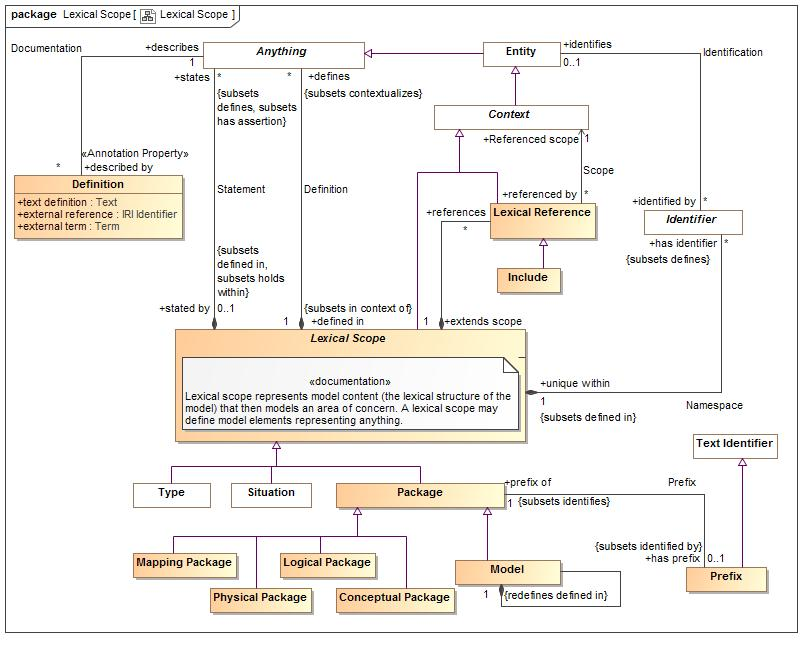 package Lexical Scope [ Lexical Scope ]
Documentation
+describes
1
Anything
Entity
+identifies
0..1
Identification
+states
*
*
+defines
{subsets
defines, subsets
has assertion}
{subsets contextualizes}
Context
+Referenced scope
1
«Annotation Property»
*
+described by
Scope
Definition
+text definition : Text
+external reference : IRI Identifier
+external term : Term
Statement
Definition
+referenced by
*
+identified by
*
+references
*
Lexical Reference
Identifier
+has identifier
*
{subsets defines}
{subsets
defined in,
subsets holds
within}
Include
+stated by
0..1
{subsets in context of}
1
+defined in
1
+extends scope
Lexical Scope
«documentation»
Lexical scope represents model content (the lexical structure of the
model) that then models an area of concern. A lexical scope may
define model elements representing anything.
+unique within
1
{subsets defined in}
Namespace
Text Identifier
Type
Situation
Package
+prefix of
1
{subsets identifies}
Prefix
{subsets identified by}
+has prefix
0..1
Mapping Package
Logical Package
Model
Prefix
Physical Package
Conceptual Package
1
{redefines defined in}